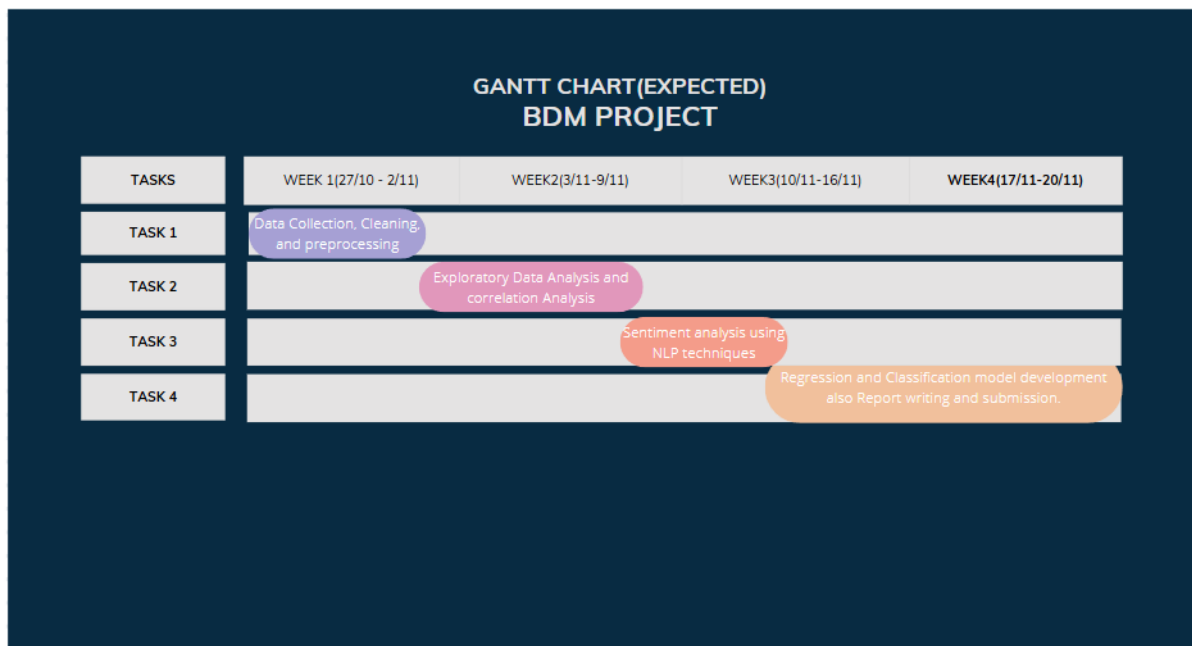 GANTT CHART(EXPECTED)
BDM PROJECT
TASKS
WEEK 1(27/10 - 2/11)
WEEK2(3/11-9/11)
WEEK3(10/11-16/11)
WEEK4(17/11-20/11)
TASK 1
Data Collection, Cleaning,
and preprocessing
TASK 2
Exploratory Data Analysis and
correlation Analysis
TASK 3
Sentiment analysis using
NLP techniques
TASK 4
Regression and Classification model development
also Report writing and submission.